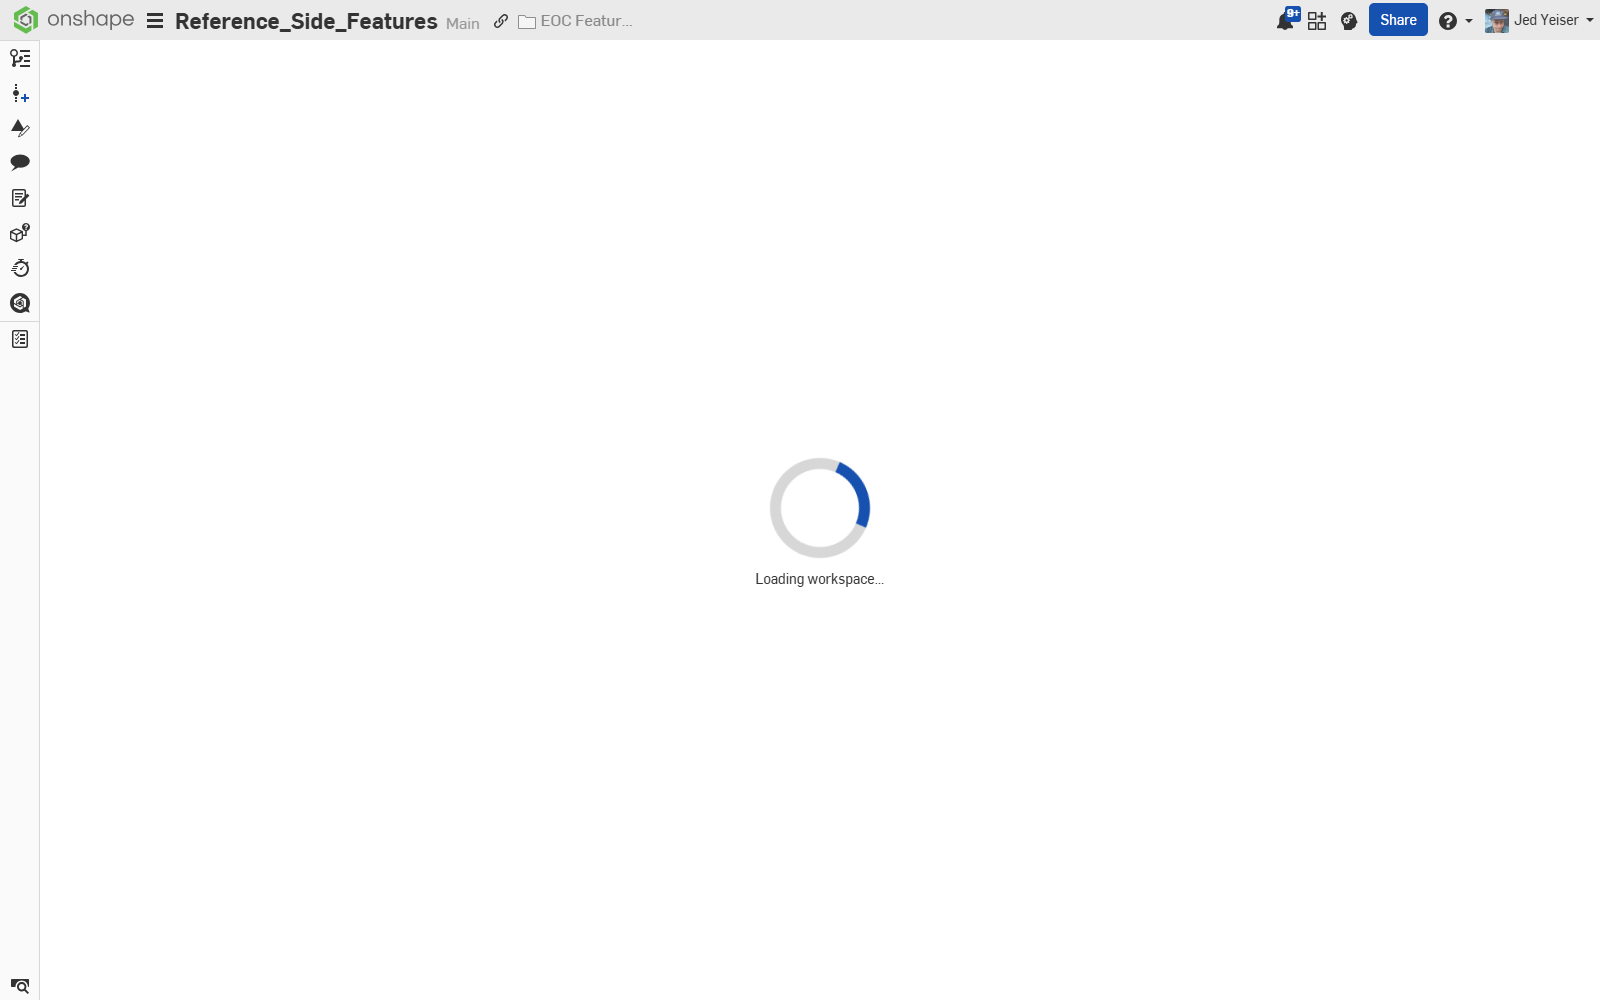 onshape Reference_Side_Features Main EOC Featur... 9+ Share Jed Yeiser
Loading workspace...